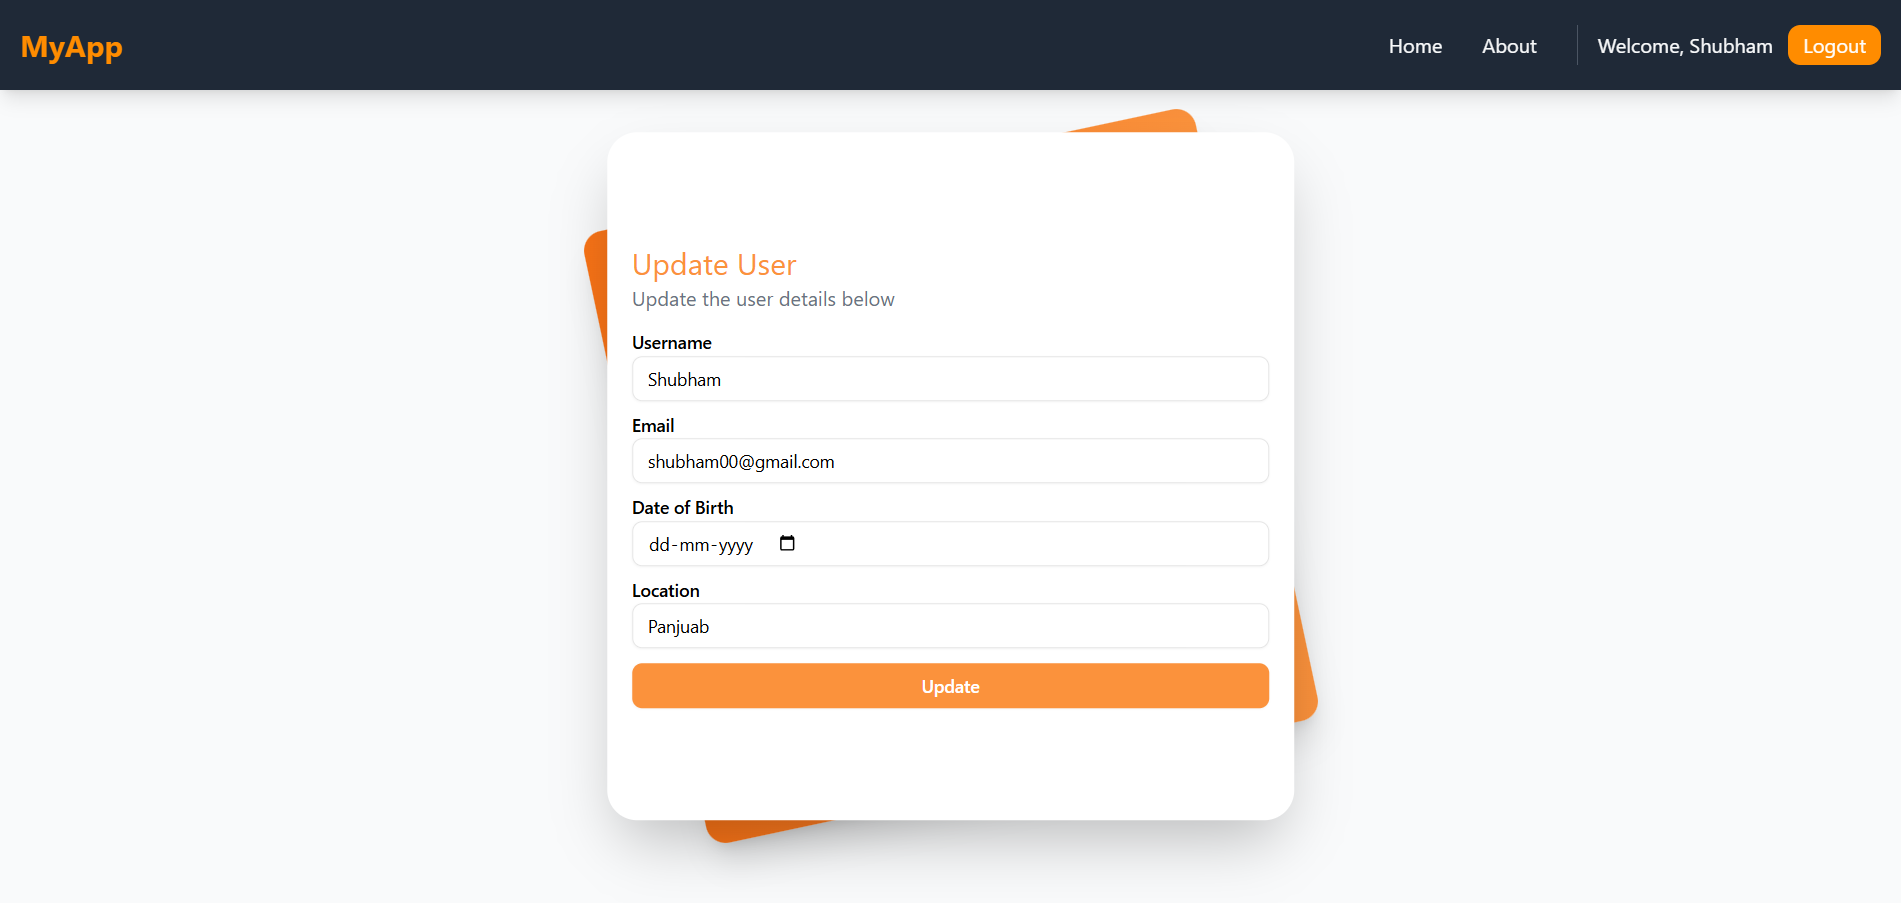 MyApp
Home About Welcome, Shubham Logout
Update User
Update the user details below
Username
Shubham
Email
shubham00@gmail.com
Date of Birth
dd-mm-yyyy
Location
Panjuab
Update